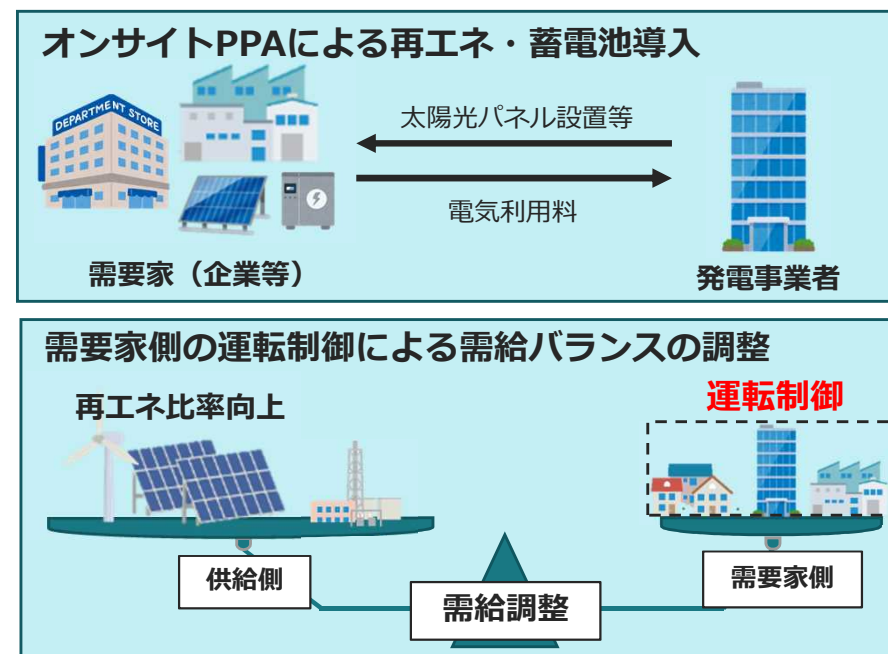 オンサイトPPAによる再エネ・蓄電池導入
DEPARTMENT STORE
太陽光パネル設置等
電気利用料
需要家（企業等）
発電事業者
需要家側の運転制御による需給バランスの調整
再エネ比率向上
運転制御
供給側
需要家側
需給調整